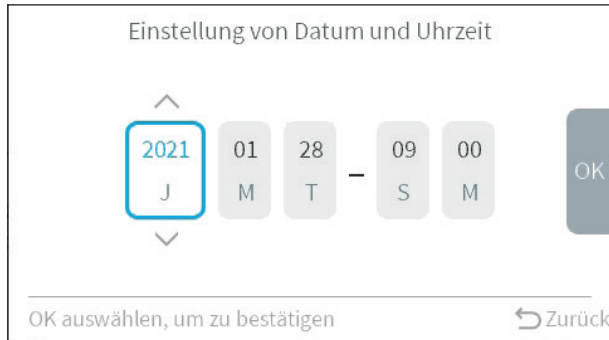 Einstellung von Datum und Uhrzeit
2021 01 28 – 09 00 OK
J M T S M
OK auswählen, um zu bestätigen Zurück